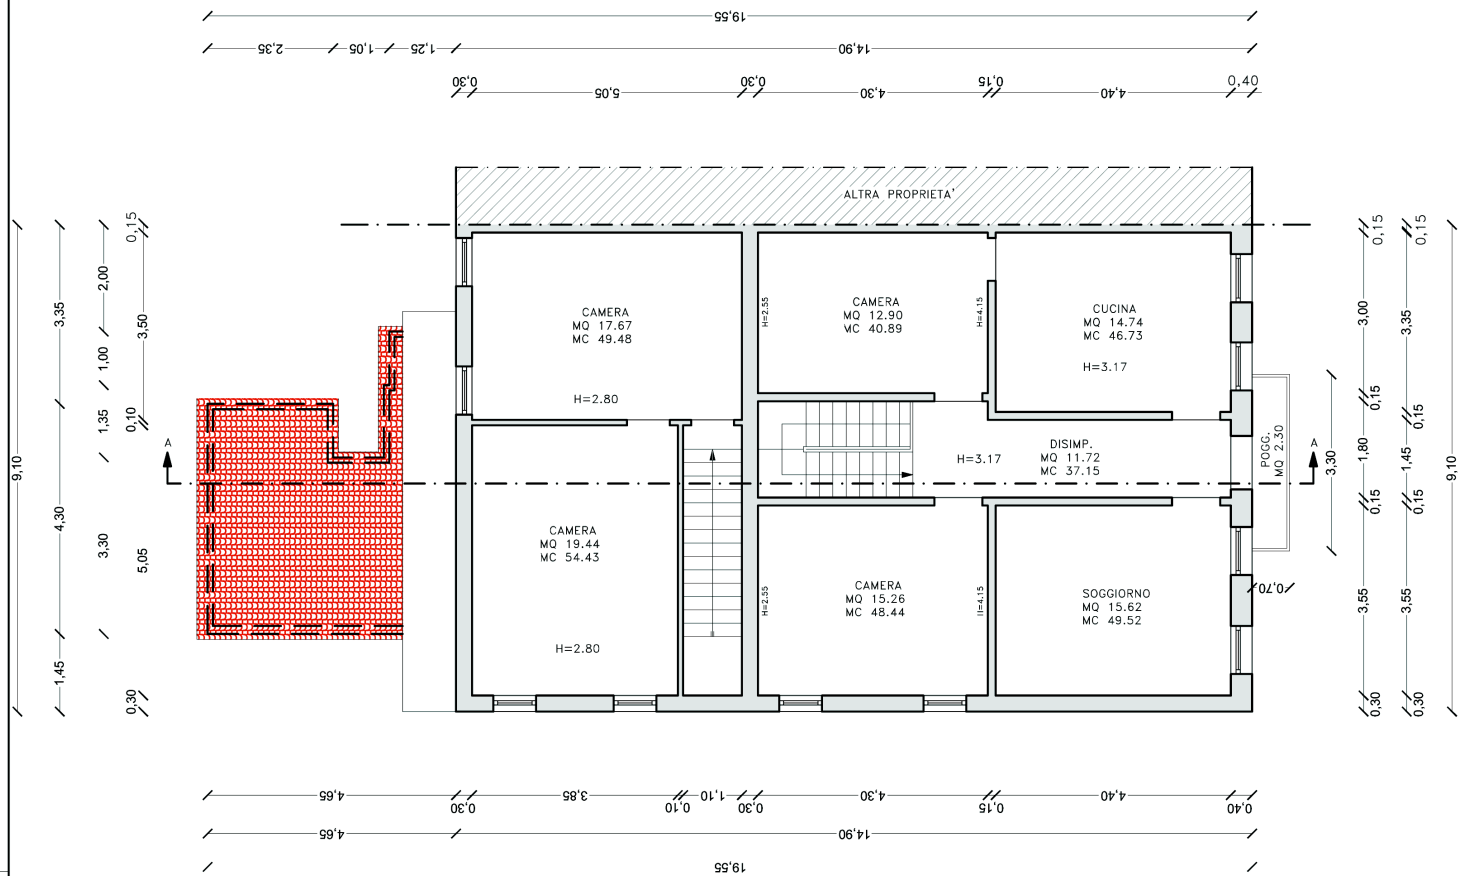 19,55
2,35
1,05
1,25
14,90
0,30
5,05
0,30
4,30
0,15
4,40
0,40
ALTRA PROPRIETA'
9,10
3,35
4,30
1,45
2,00
1,00
1,35
3,30
0,15
3,50
0,10
5,05
0,30
A
CAMERA
MQ 17.67
MC 49.48
H=2.80
H=2.55
CAMERA
MQ 12.90
MC 40.89
H=4.15
CUCINA
MQ 14.74
MC 46.73
H=3.17
H=3.17
DISIMP.
MQ 11.72
MC 37.15
POGG.
MQ 2.30
A
CAMERA
MQ 19.44
MC 54.43
H=2.80
H=2.55
CAMERA
MQ 15.26
MC 48.44
H=4.15
SOGGIORNO
MQ 15.62
MC 49.52
3,30
0,70
0,15
3,00
0,15
1,80
0,15
3,55
0,30
0,15
3,35
0,15
1,45
0,15
3,55
0,30
9,10
4,65
0,30
3,85
0,10
1,10
0,30
4,30
0,15
4,40
0,40
4,65
14,90
19,55